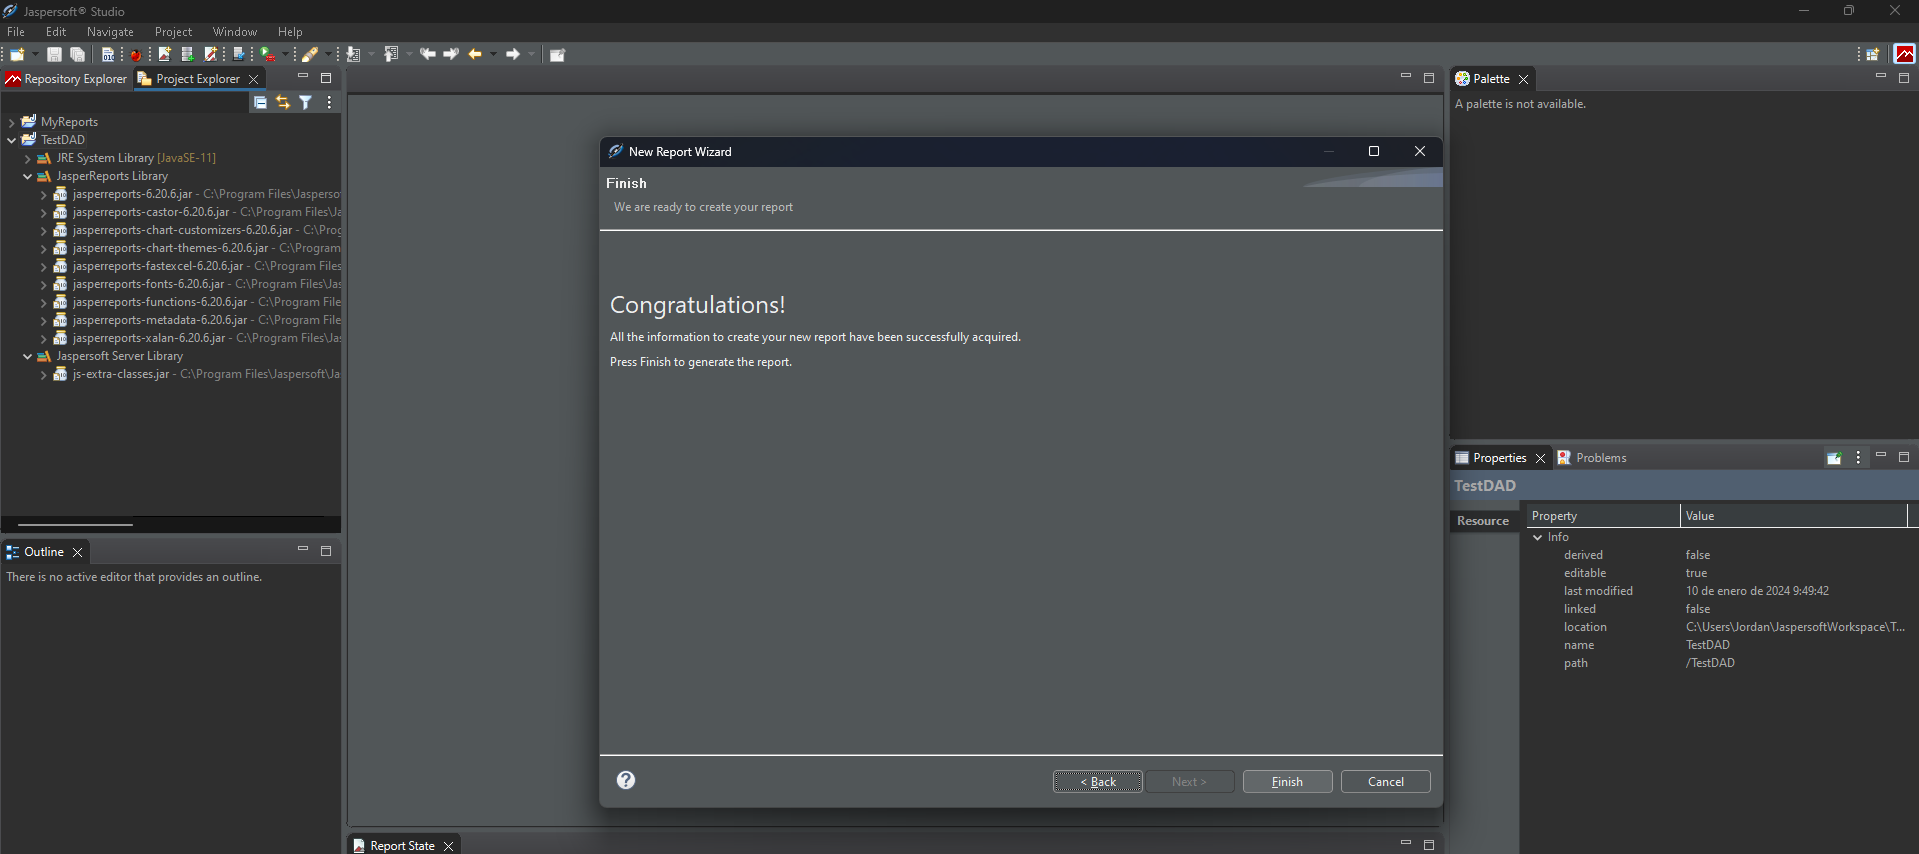 Jaspersoft® Studio
File Edit Navigate Project Window Help
Repository Explorer Project Explorer
MyReports
TestDAD
JRE System Library [JavaSE-11]
JasperReports Library
jasperreports-6.20.6.jar - C:\Program Files\Jasperso
jasperreports-castor-6.20.6.jar - C:\Program Files\Ja
jasperreports-chart-customizers-6.20.6.jar - C:\Prog
jasperreports-chart-themes-6.20.6.jar - C:\Program
jasperreports-fastexcel-6.20.6.jar - C:\Program Files
jasperreports-fonts-6.20.6.jar - C:\Program Files\Jas
jasperreports-functions-6.20.6.jar - C:\Program File
jasperreports-metadata-6.20.6.jar - C:\Program File
jasperreports-xalan-6.20.6.jar - C:\Program Files\Jas
Jaspersoft Server Library
js-extra-classes.jar - C:\Program Files\Jaspersoft\Ja
Outline
There is no active editor that provides an outline.
New Report Wizard
Finish
We are ready to create your report
Congratulations!
All the information to create your new report have been successfully acquired.
Press Finish to generate the report.
< Back Next > Finish Cancel
Report State
Palette
A palette is not available.
Properties Problems
TestDAD
Resource
Property Value
Info
derived false
editable true
last modified 10 de enero de 2024 9:49:42
linked false
location C:\Users\Jordan\JaspersoftWorkspace\T...
name TestDAD
path /TestDAD